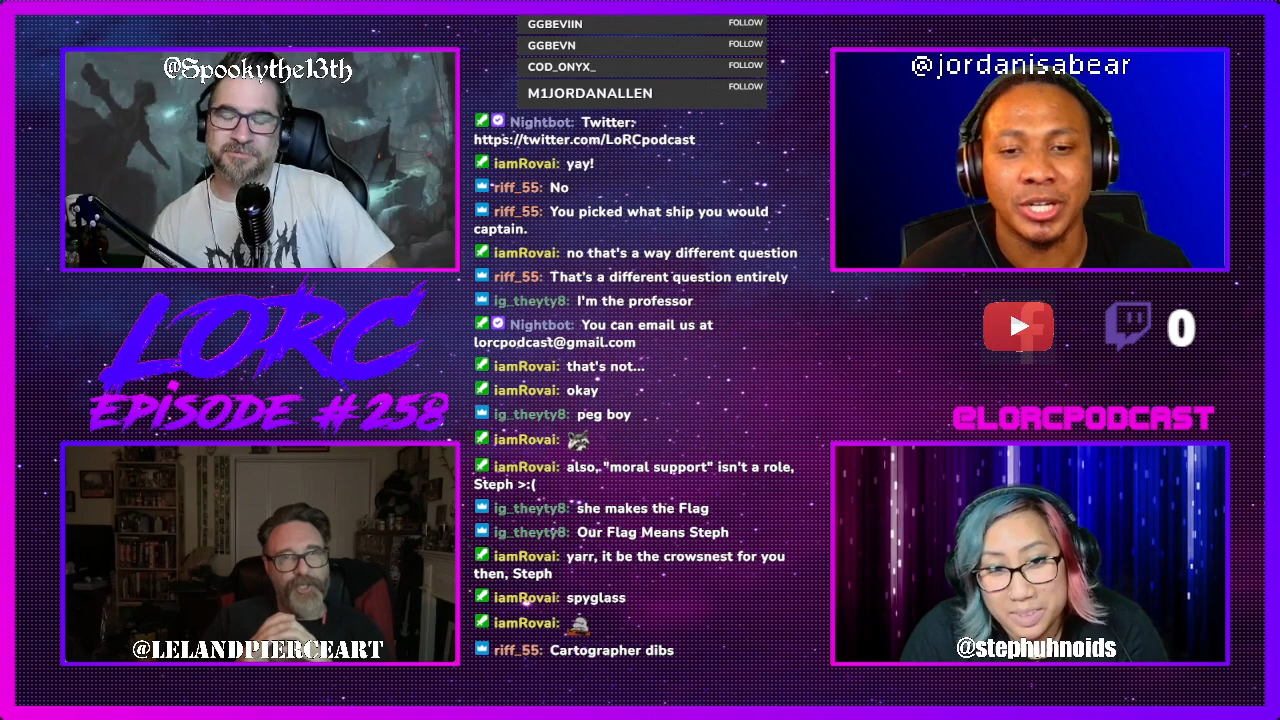 GGBEVIIN FOLLOW
GGBEVN FOLLOW
COD_ONYX_ FOLLOW
M1JORDANALLEN FOLLOW
@Spookythe13th
@jordanisabear
Nightbot: Twitter:
https://twitter.com/LoRCpodcast
iamRovai: yay!
riff_55: No
riff_55: You picked what ship you would
captain.
iamRovai: no that's a way different question
riff_55: That's a different question entirely
ig_theyty8: I'm the professor
Nightbot: You can email us at
lorcpodcast@gmail.com
iamRovai: that's not...
iamRovai: okay
ig_theyty8: peg boy
iamRovai:
iamRovai: also, "moral support" isn't a role,
Steph >:(
ig_theyty8: she makes the Flag
ig_theyty8: Our Flag Means Steph
iamRovai: yarr, it be the crowsnest for you
then, Steph
iamRovai: spyglass
iamRovai:
riff_55: Cartographer dibs
LORC
EPISODE #258
0
@LORCPODCAST
@LELANDPIERCEART
@stephuhnoids